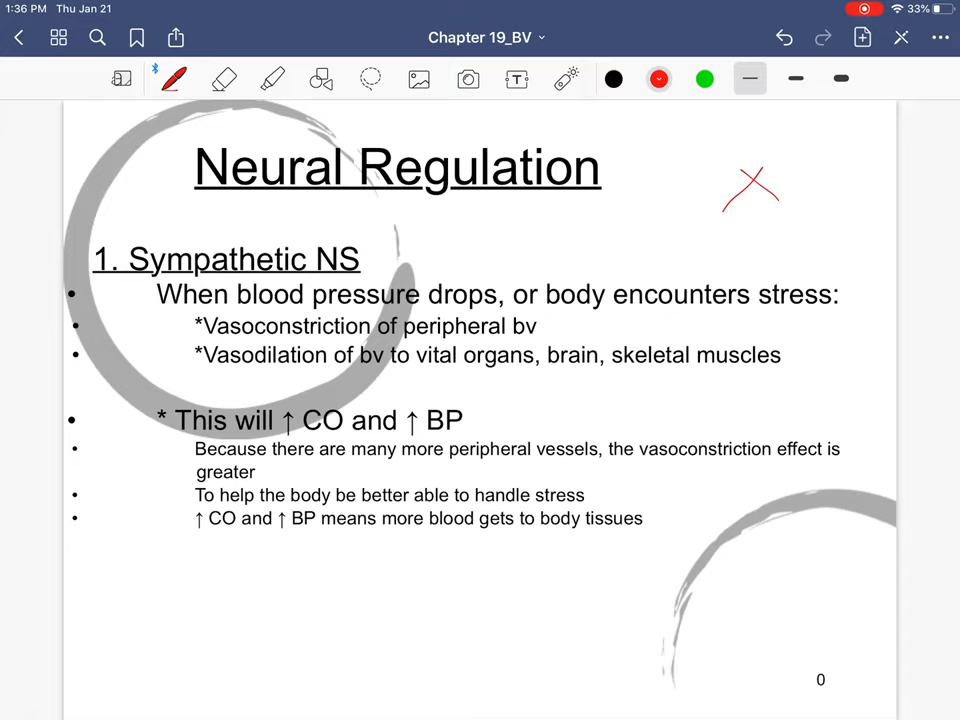 1:36 PM Thu Jan 21
33%
Chapter 19_BV
Neural Regulation
1. Sympathetic NS
• When blood pressure drops, or body encounters stress:
• *Vasoconstriction of peripheral bv
• *Vasodilation of bv to vital organs, brain, skeletal muscles
• * This will ↑ CO and ↑ BP
• Because there are many more peripheral vessels, the vasoconstriction effect is
greater
• To help the body be better able to handle stress
• ↑ CO and ↑ BP means more blood gets to body tissues
0